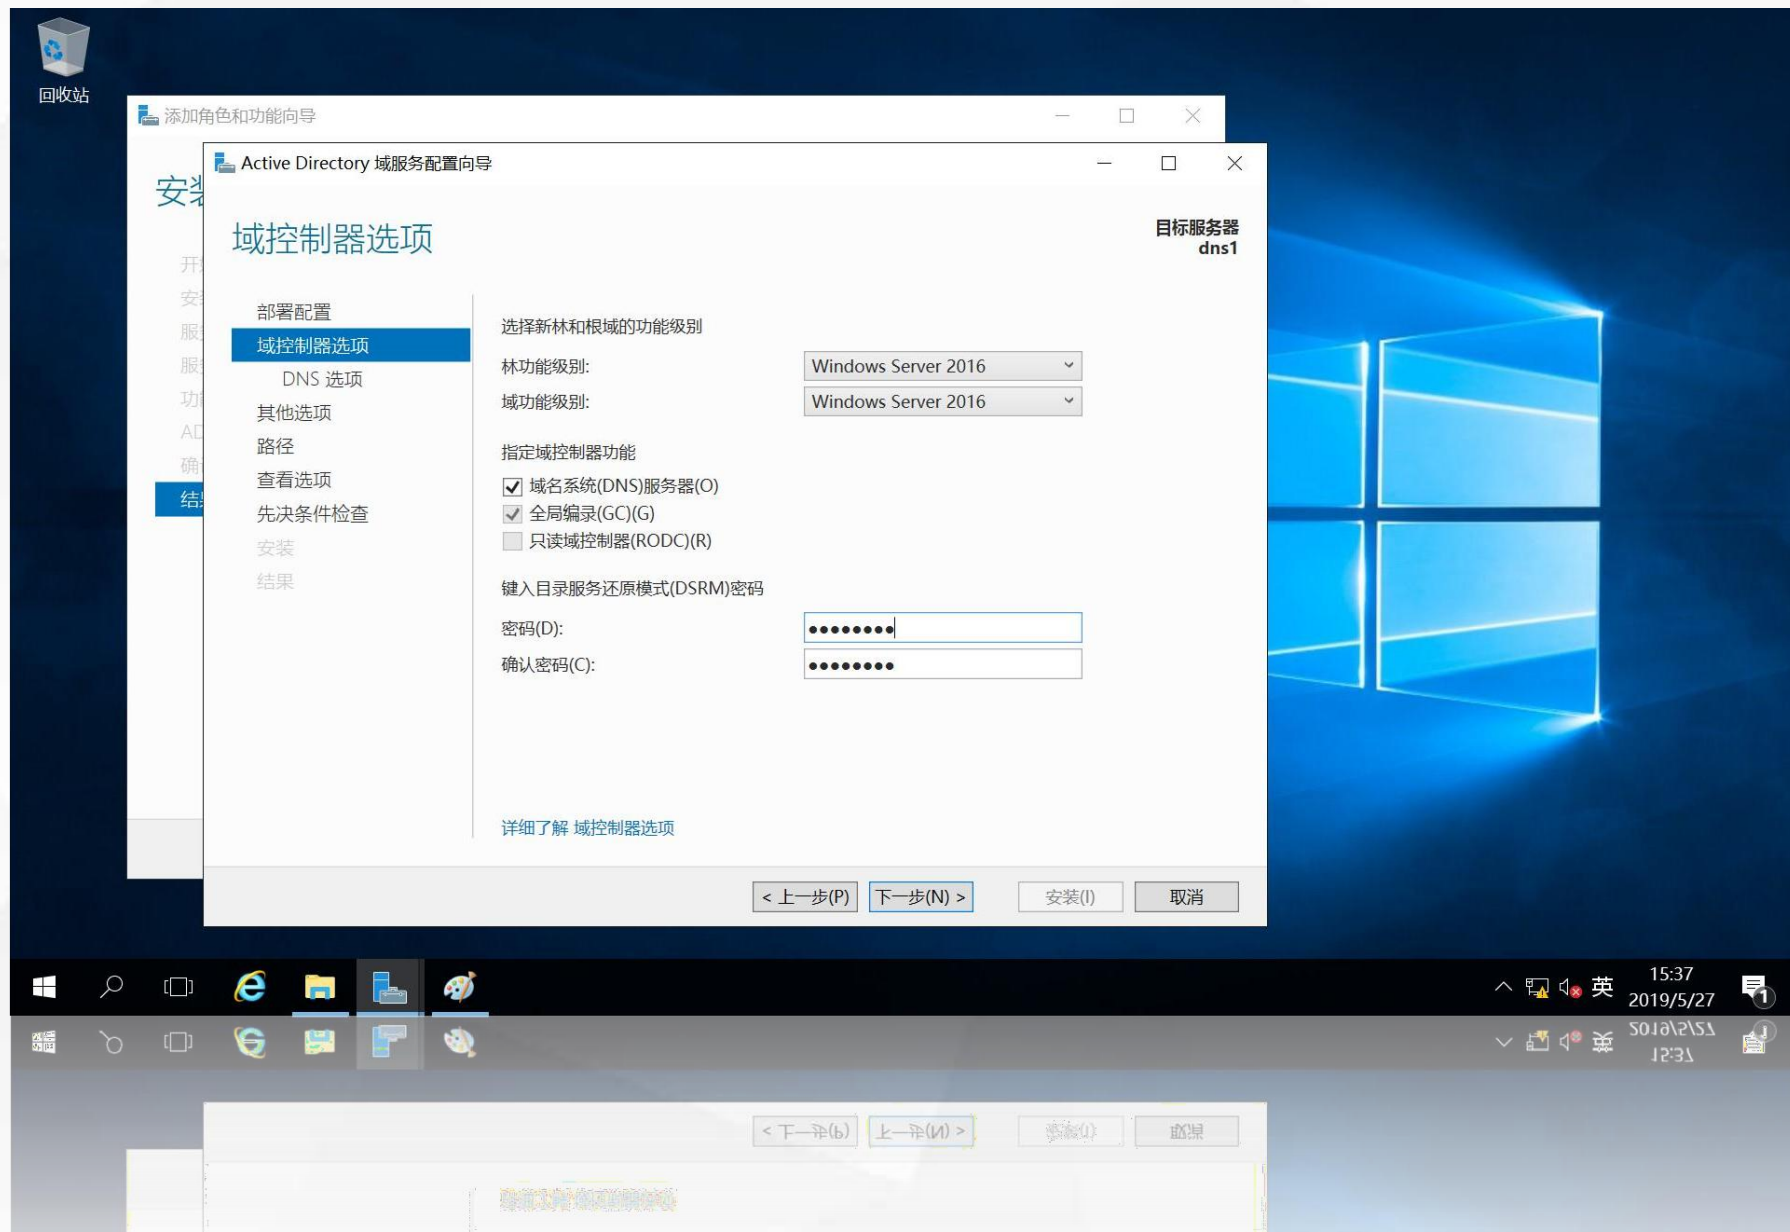 回收站
添加角色和功能向导
Active Directory 域服务配置向导
域控制器选项
目标服务器
dns1
部署配置
域控制器选项
DNS 选项
其他选项
路径
查看选项
先决条件检查
安装
结果
选择新林和根域的功能级别
林功能级别: Windows Server 2016
域功能级别: Windows Server 2016
指定域控制器功能
域名系统(DNS)服务器(O)
全局编录(GC)(G)
只读域控制器(RODC)(R)
键入目录服务还原模式(DSRM)密码
密码(D): ●●●●●●●●
确认密码(C): ●●●●●●●●
详细了解 域控制器选项
< 上一步(P) 下一步(N) > 安装(I) 取消
英
15:37
2019/5/27
1